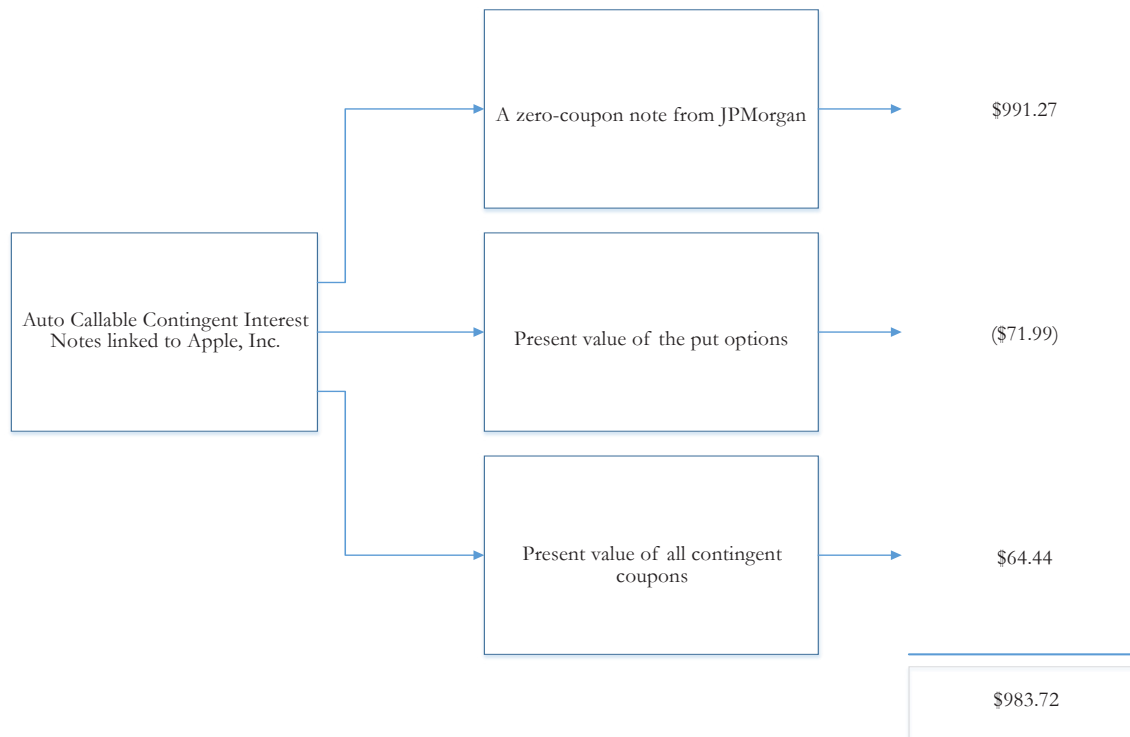 A zero-coupon note from JPMorgan
$991.27
Auto Callable Contingent Interest
Notes linked to Apple, Inc.
Present value of the put options
($71.99)
Present value of all contingent
coupons
$64.44
$983.72